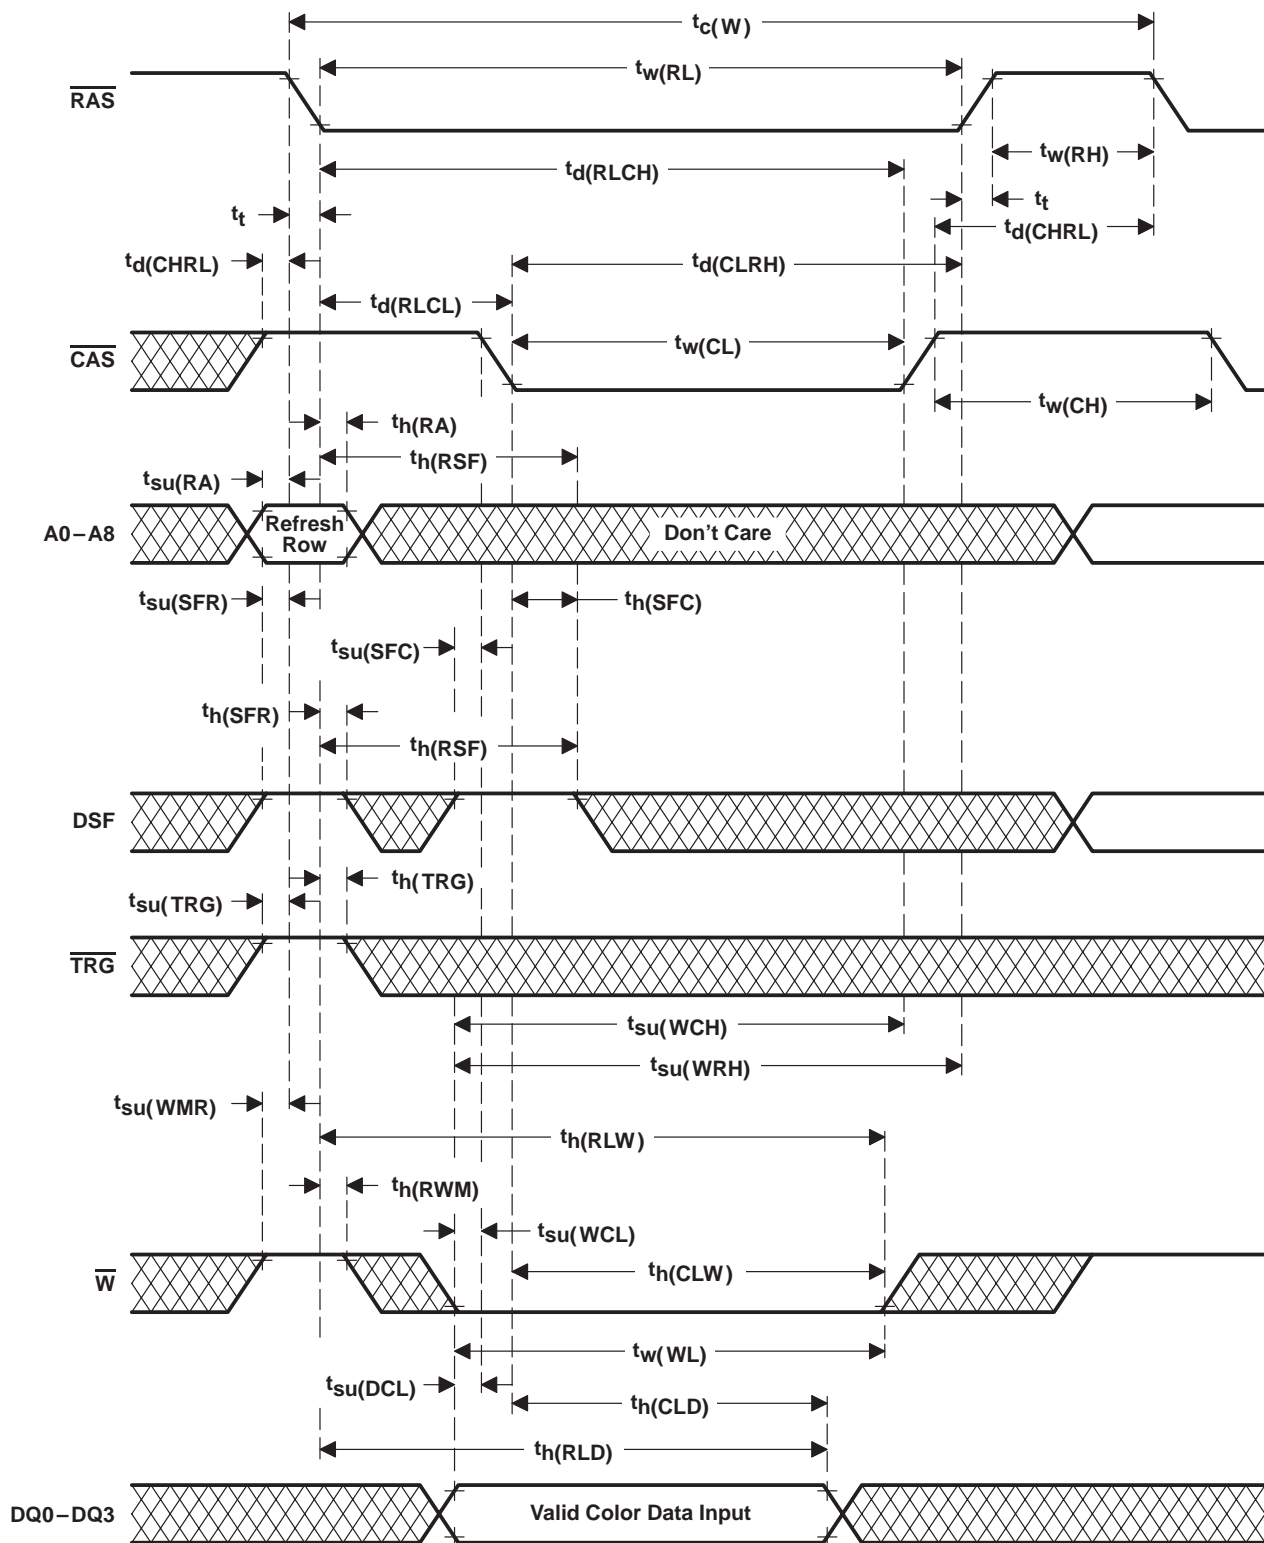 tc(W)
tw(RL)
RAS
tw(RH)
td(RLCH)
tt
tt
td(CHRL)
td(CHRL)
td(CLRH)
td(RLCL)
CAS
tw(CL)
tw(CH)
th(RA)
th(RSF)
tsu(RA)
A0–A8
Refresh
Row
Don't Care
tsu(SFR)
th(SFC)
tsu(SFC)
th(SFR)
th(RSF)
DSF
th(TRG)
tsu(TRG)
TRG
tsu(WCH)
tsu(WRH)
tsu(WMR)
th(RLW)
th(RWM)
tsu(WCL)
W
th(CLW)
tw(WL)
tsu(DCL)
th(CLD)
th(RLD)
DQ0–DQ3
Valid Color Data Input